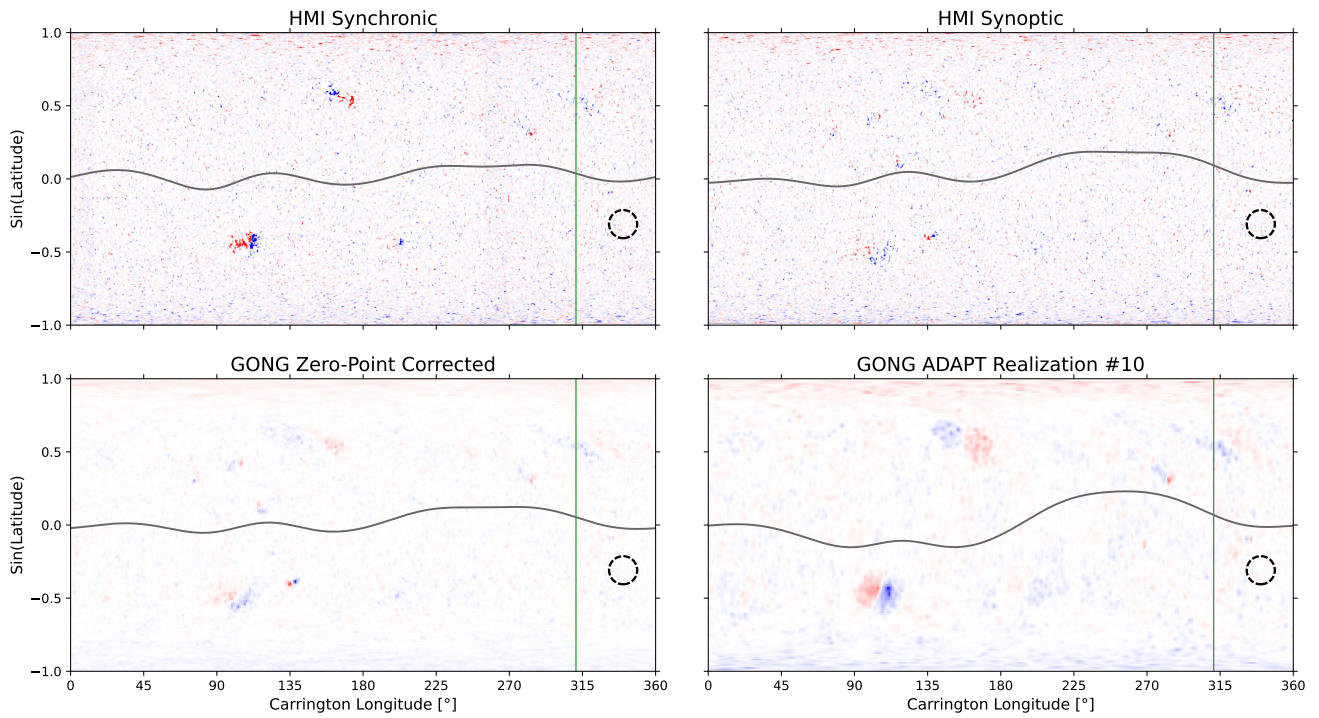 HMI Synchronic
HMI Synoptic
1.0
0.5
0.0
−0.5
−1.0
Sin(Latitude)
GONG Zero-Point Corrected
GONG ADAPT Realization #10
1.0
0.5
0.0
−0.5
−1.0
Sin(Latitude)
0 45 90 135 180 225 270 315 360
0 45 90 135 180 225 270 315 360
Carrington Longitude [°]
Carrington Longitude [°]